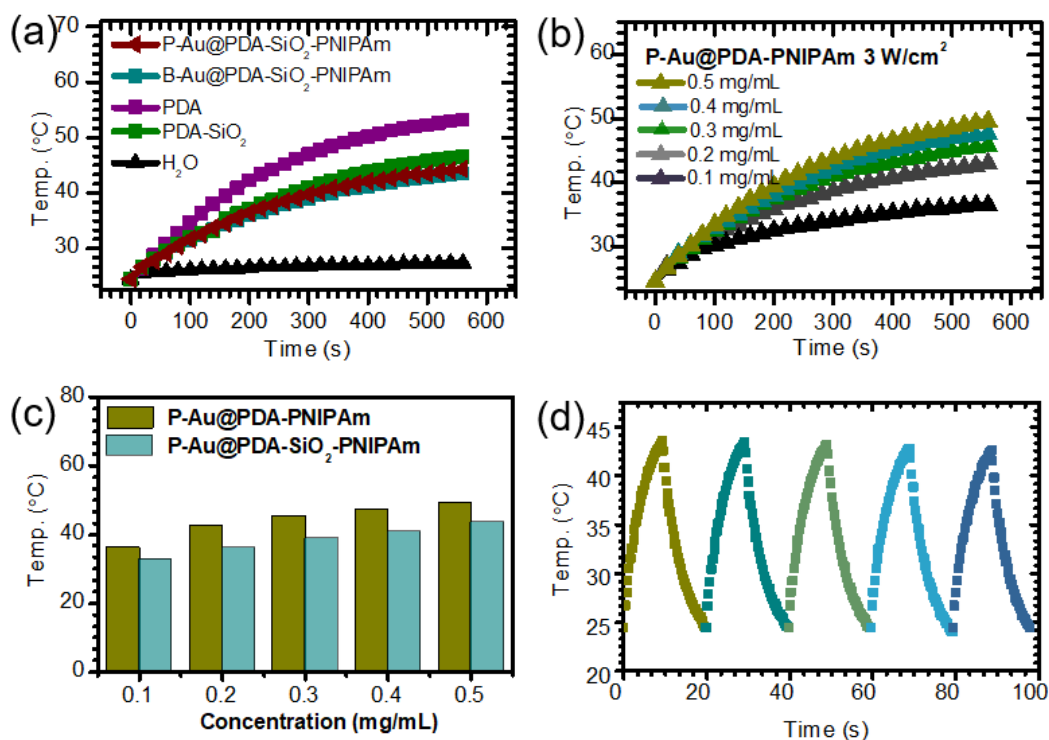 (a)
70
60
50
40
30
Temp. (°C)
P-Au@PDA-SiO₂-PNIPAm
B-Au@PDA-SiO₂-PNIPAm
PDA
PDA-SiO₂
H₂O
0 100 200 300 400 500 600
Time (s)
(b)
60
50
40
30
Temp. (°C)
P-Au@PDA-PNIPAm 3 W/cm²
0.5 mg/mL
0.4 mg/mL
0.3 mg/mL
0.2 mg/mL
0.1 mg/mL
0 100 200 300 400 500 600
Time (s)
(c)
80
60
40
20
0
Temp. (°C)
P-Au@PDA-PNIPAm
P-Au@PDA-SiO₂-PNIPAm
0.1 0.2 0.3 0.4 0.5
Concentration (mg/mL)
(d)
45
40
35
30
25
20
Temp. (°C)
0 20 40 60 80 100
Time (s)